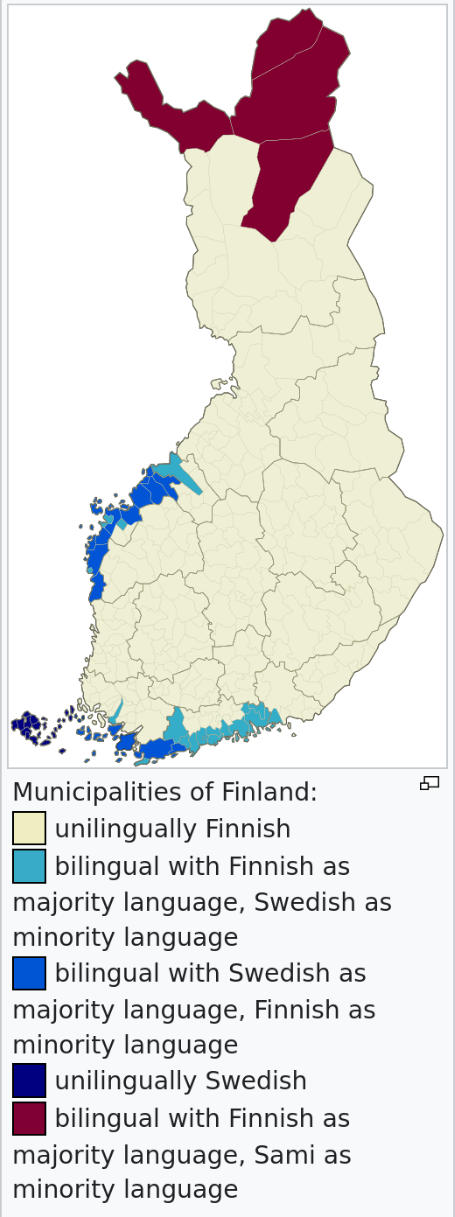 Municipalities of Finland:
unilingually Finnish
bilingual with Finnish as
majority language, Swedish as
minority language
bilingual with Swedish as
majority language, Finnish as
minority language
unilingually Swedish
bilingual with Finnish as
majority language, Sami as
minority language